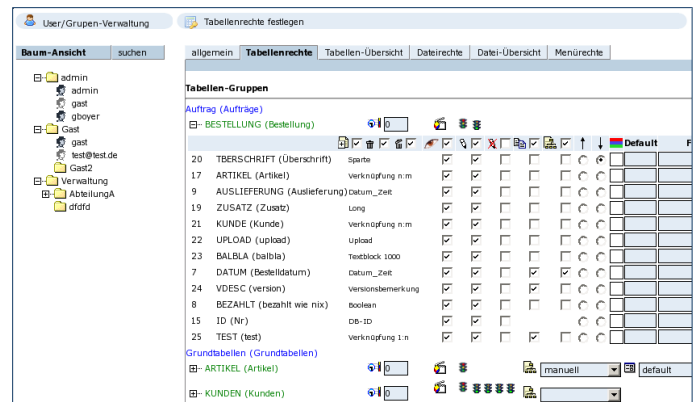 User/Grupen-Verwaltung
Tabellenrechte festlegen
Baum-Ansicht suchen
allgemein Tabellenrechte Tabellen-Übersicht Dateirechte Datei-Übersicht Menürechte
admin
admin
gast
gboyer
Gast
gast
test@test.de
Gast2
Verwaltung
AbteilungA
dfdfd
Tabellen-Gruppen
Auftrag (Aufträge)
BESTELLUNG (Bestellung) 0
Default F
20 TBERSCHRIFT (Überschrift) Sparte
17 ARTIKEL (Artikel) Verknüpfung n:m
9 AUSLIEFERUNG (Auslieferung) Datum_Zeit
19 ZUSATZ (Zusatz) Long
21 KUNDE (Kunde) Verknüpfung n:m
22 UPLOAD (upload) Upload
23 BALBLA (balbla) Textblock 1000
7 DATUM (Bestelldatum) Datum_Zeit
24 VDESC (version) Versionsbemerkung
8 BEZAHLT (bezahlt wie nix) Boolean
15 ID (Nr) DB-ID
25 TEST (test) Verknüpfung 1:n
Grundtabellen (Grundtabellen)
ARTIKEL (Artikel) 0 manuell default
KUNDEN (Kunden) 0